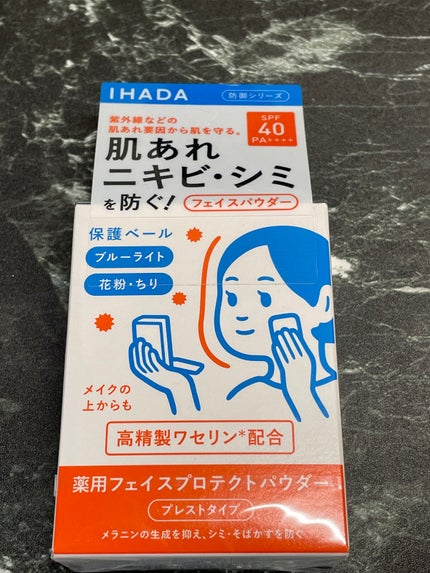 IHADA
防御シリーズ
紫外線などの
肌あれ要因から肌を守る。
SPF
40
PA++++
肌あれ
ニキビ・シミ
を防ぐ!
フェイスパウダー
保護ベール
ブルーライト
花粉・ちり
メイクの
上からも
高精製ワセリン*配合
薬用フェイスプロテクトパウダー
プレストタイプ
メラニンの生成を抑え、シミ・そばかすを防ぐ